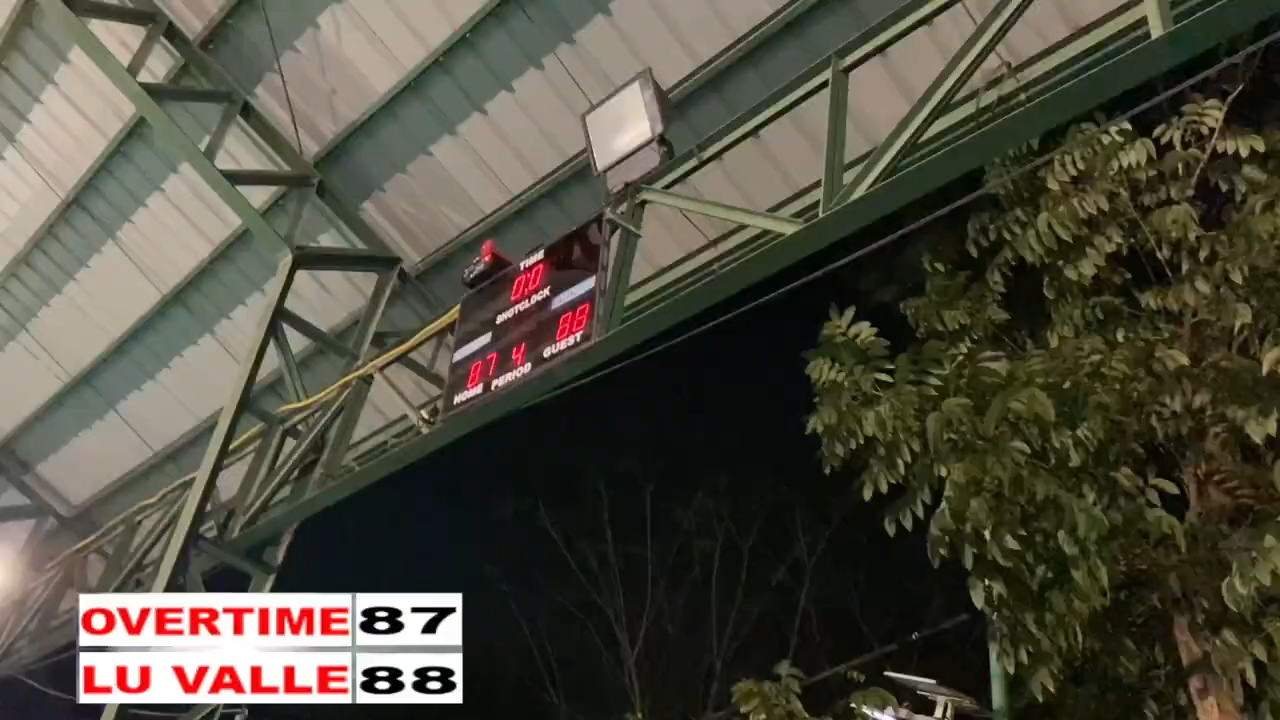 TIME
0:0
SHOTCLOCK
87 4 88
HOME PERIOD GUEST
OVERTIME 87
LU VALLE 88